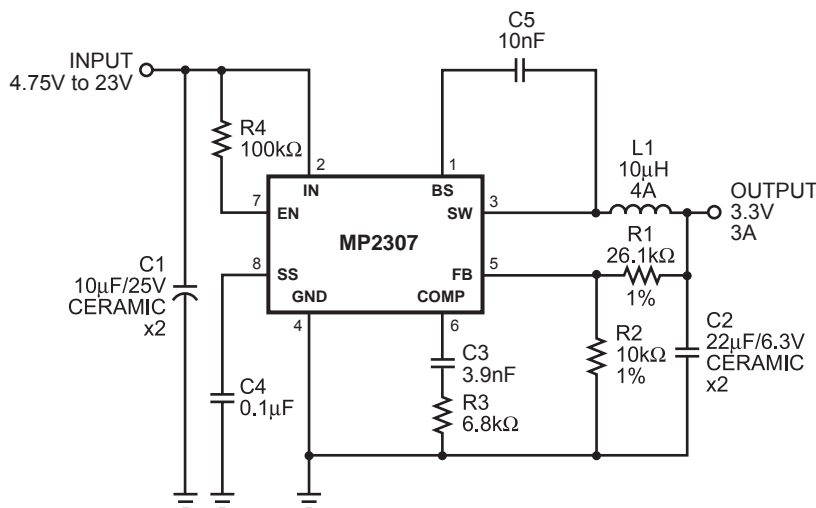 INPUT
4.75V to 23V
C5
10nF
R4
100kΩ
2
1
IN
BS
L1
10µH
4A
7
EN
SW
3
OUTPUT
3.3V
3A
MP2307
R1
26.1kΩ
1%
C1
10µF/25V
CERAMIC
x2
8
SS
FB
5
GND
COMP
4
6
C3
3.9nF
R2
10kΩ
1%
C2
22µF/6.3V
CERAMIC
x2
C4
0.1µF
R3
6.8kΩ